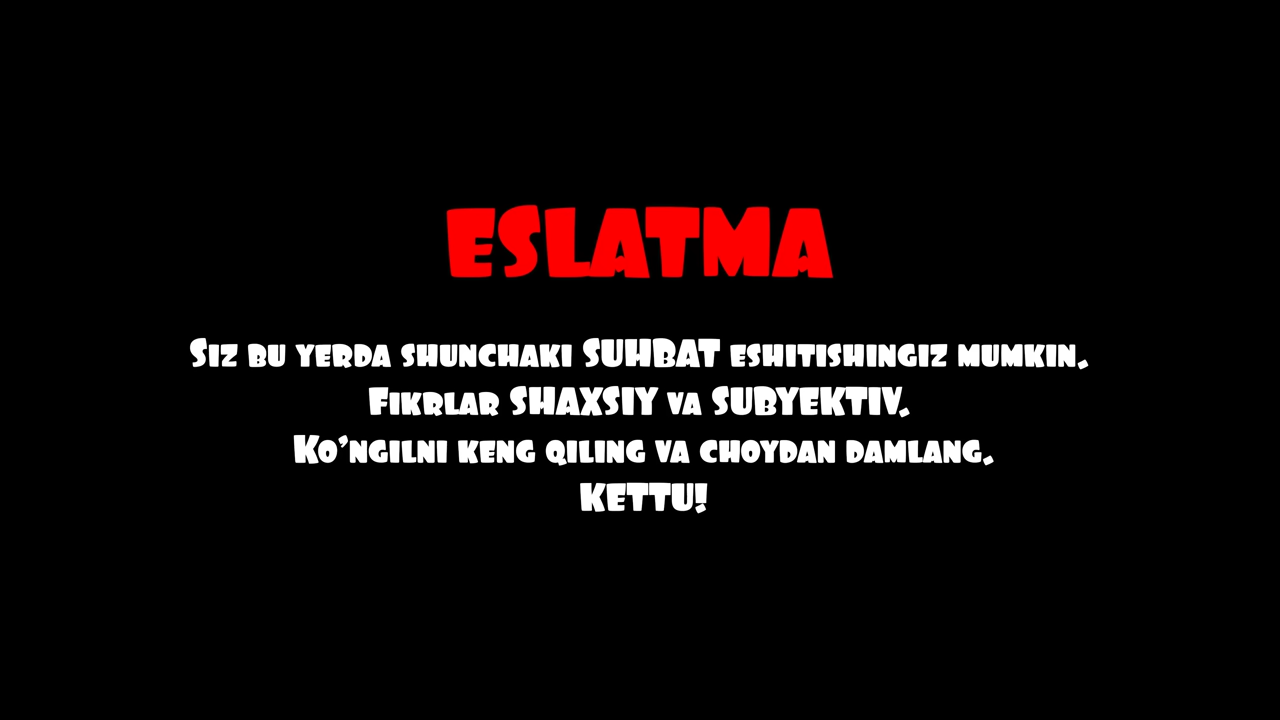 ESLATMA
Siz bu yerda shunchaki SUHBAT eshitishingiz mumkin.
Fikrlar SHAXSIY va SUBYEKTIV.
Ko'ngilni keng qiling va choydan damlang.
KETTU!